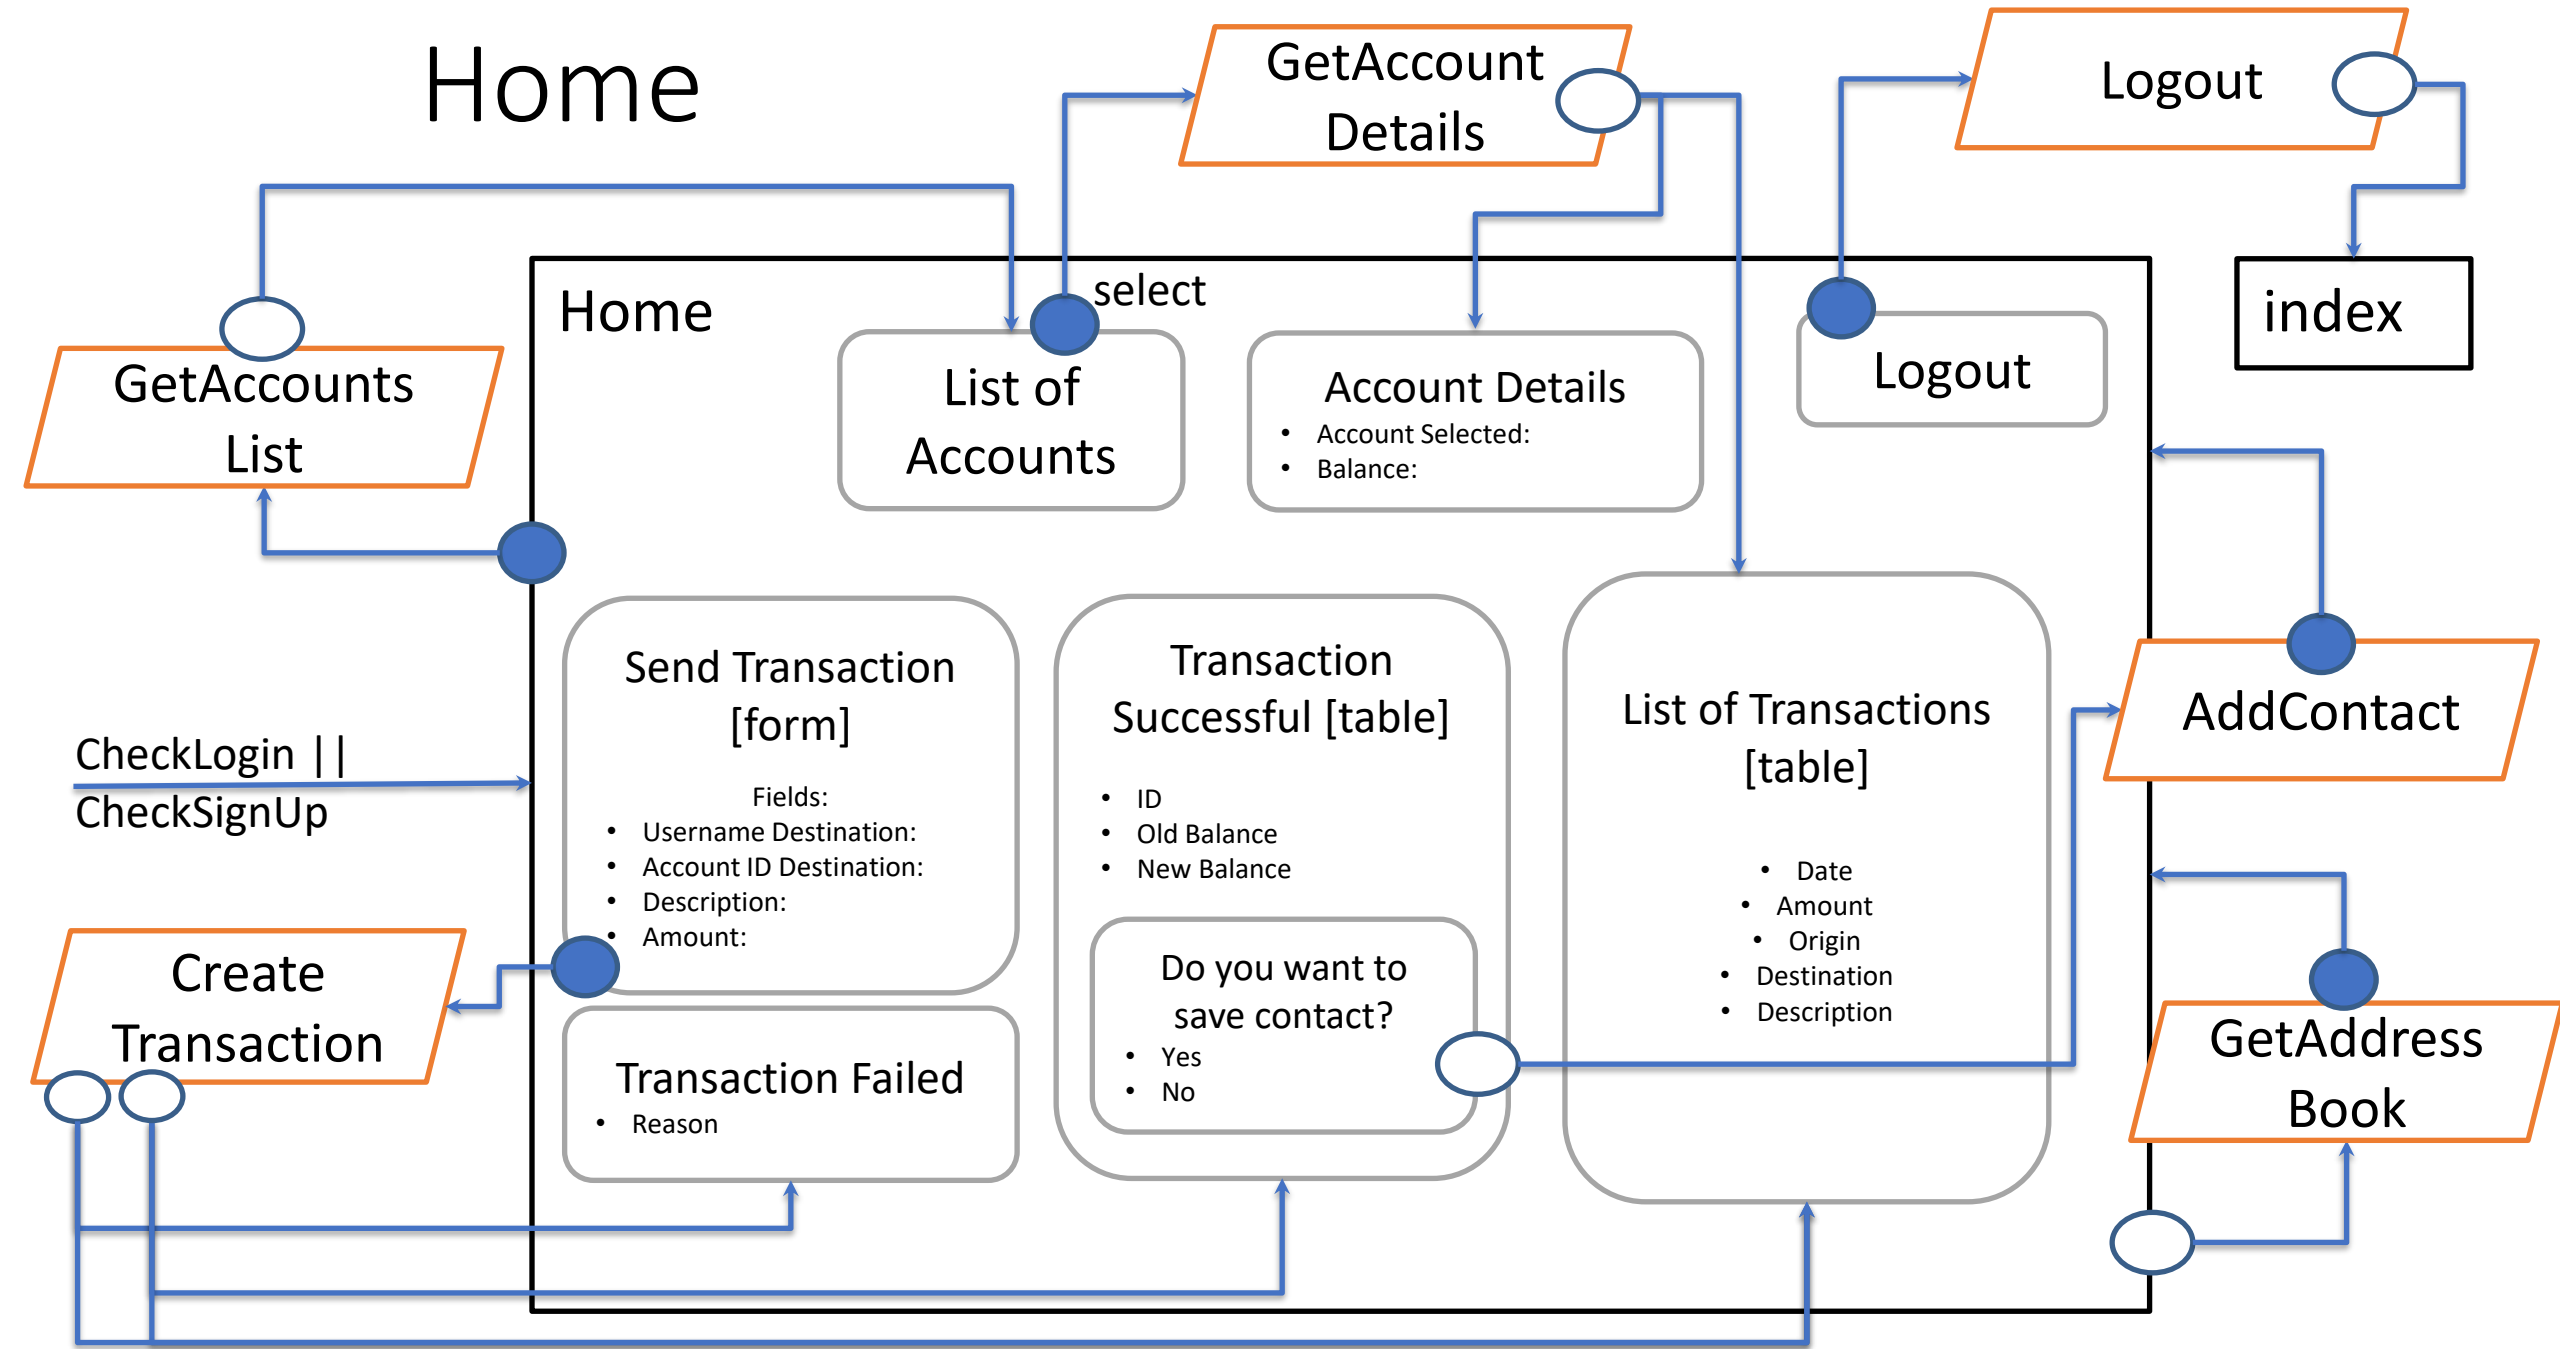 Home
GetAccount
Details
Logout
GetAccounts
List
Home
select
List of
Accounts
Account Details
• Account Selected:
• Balance:
Logout
index
CheckLogin ||
CheckSignUp
Send Transaction
[form]
Fields:
• Username Destination:
• Account ID Destination:
• Description:
• Amount:
Transaction
Successful [table]
• ID
• Old Balance
• New Balance
Do you want to
save contact?
• Yes
• No
List of Transactions
[table]
• Date
• Amount
• Origin
• Destination
• Description
AddContact
Create
Transaction
Transaction Failed
• Reason
GetAddress
Book